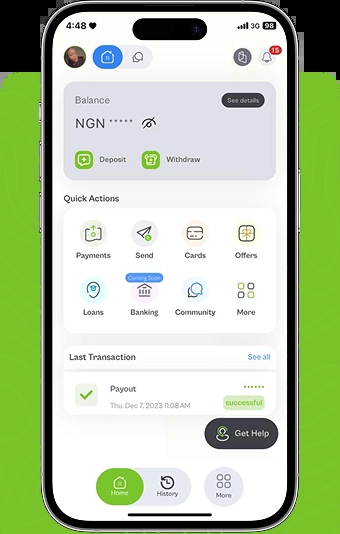 4:48
3G 98
15
Balance
See details
NGN *****
Deposit
Withdraw
Quick Actions
Payments
Send
Cards
Offers
Coming Soon
Loans
Banking
Community
More
Last Transaction
See all
Payout
******
Thu, Dec 7, 2023 11:08 AM
successful
Get Help
Home
History
More